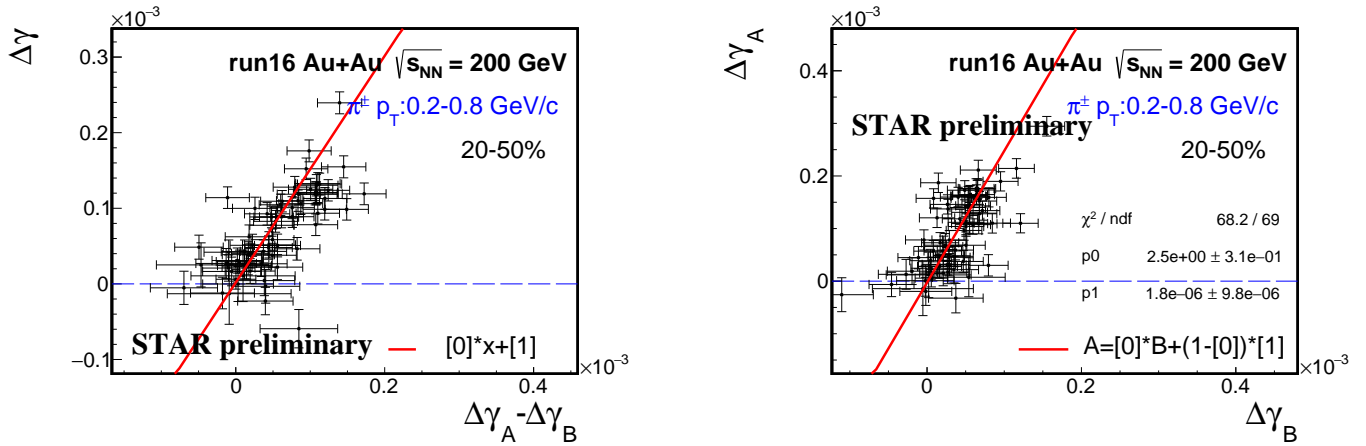 ×10⁻³
Δγ
0.3
0.2
0.1
0
−0.1
run16 Au+Au √s_NN = 200 GeV
π± p_T:0.2-0.8 GeV/c
20-50%
STAR preliminary
[0]*x+[1]
0 0.2 0.4
×10⁻³
Δγ_A-Δγ_B
×10⁻³
Δγ_A
0.4
0.2
0
run16 Au+Au √s_NN = 200 GeV
π± p_T:0.2-0.8 GeV/c
STAR preliminary
20-50%
χ² / ndf 68.2 / 69
p0 2.5e+00 ± 3.1e−01
p1 1.8e−06 ± 9.8e−06
A=[0]*B+(1-[0])*[1]
0 0.2 0.4
×10⁻³
Δγ_B